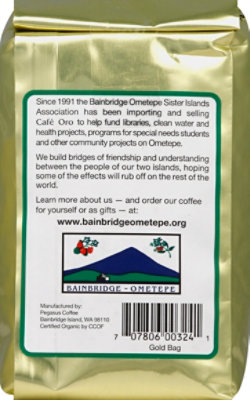 Since 1991 the Bainbridge Ometepe Sister Islands
Association has been importing and selling
Café Oro to help fund libraries, clean water and
health projects, programs for special needs students
and other community projects on Ometepe.
We build bridges of friendship and understanding
between the people of our two islands, hoping
some of the effects will rub off on the rest of the
world.
Learn more about us — and order our coffee
for yourself or as gifts — at:
www.bainbridgeometepe.org
BAINBRIDGE - OMETEPE
Manufactured by:
Pegasus Coffee
Bainbridge Island, WA 98110
Certified Organic by CCOF
7 07806 00324 1
Gold Bag